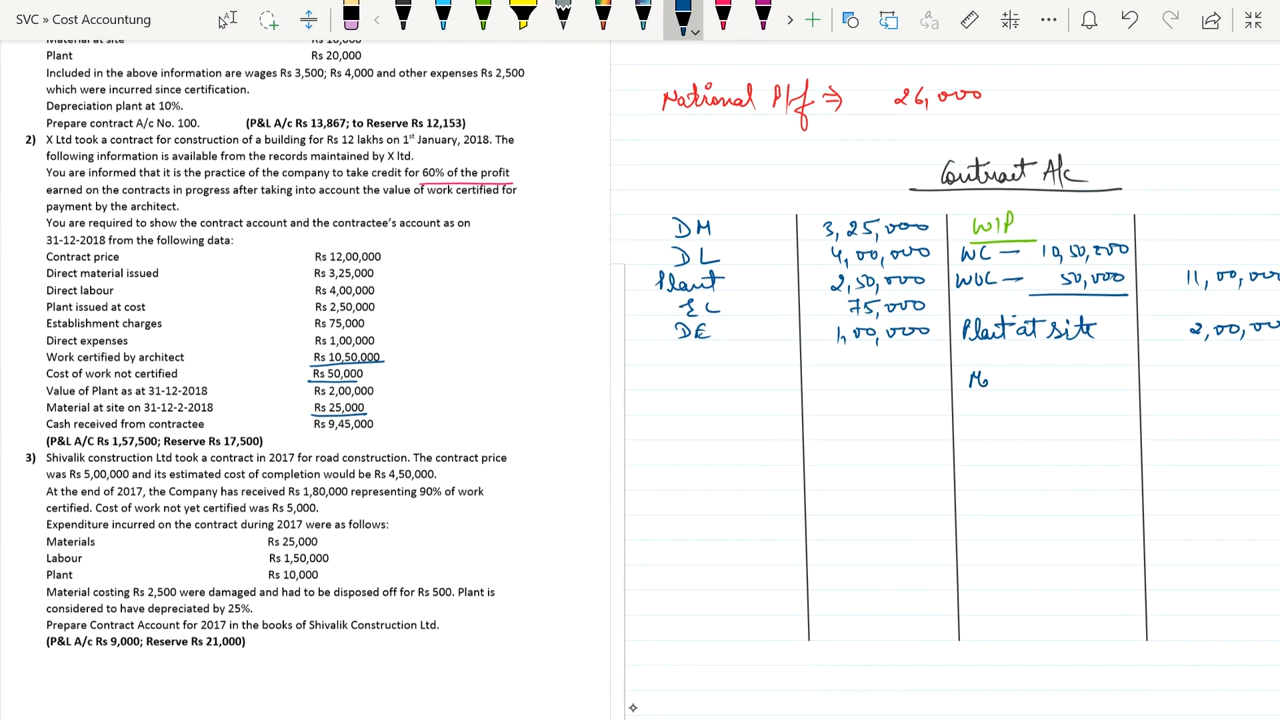 SVC » Cost Accountung
Material at site Rs 10,000
Plant Rs 20,000
Included in the above information are wages Rs 3,500; Rs 4,000 and other expenses Rs 2,500
which were incurred since certification.
Depreciation plant at 10%.
Prepare contract A/c No. 100. (P&L A/c Rs 13,867; to Reserve Rs 12,153)
2) X Ltd took a contract for construction of a building for Rs 12 lakhs on 1st January, 2018. The
following information is available from the records maintained by X ltd.
You are informed that it is the practice of the company to take credit for 60% of the profit
earned on the contracts in progress after taking into account the value of work certified for
payment by the architect.
You are required to show the contract account and the contractee's account as on
31-12-2018 from the following data:
Contract price Rs 12,00,000
Direct material issued Rs 3,25,000
Direct labour Rs 4,00,000
Plant issued at cost Rs 2,50,000
Establishment charges Rs 75,000
Direct expenses Rs 1,00,000
Work certified by architect Rs 10,50,000
Cost of work not certified Rs 50,000
Value of Plant as at 31-12-2018 Rs 2,00,000
Material at site on 31-12-2-2018 Rs 25,000
Cash received from contractee Rs 9,45,000
(P&L A/C Rs 1,57,500; Reserve Rs 17,500)
3) Shivalik construction Ltd took a contract in 2017 for road construction. The contract price
was Rs 5,00,000 and its estimated cost of completion would be Rs 4,50,000.
At the end of 2017, the Company has received Rs 1,80,000 representing 90% of work
certified. Cost of work not yet certified was Rs 5,000.
Expenditure incurred on the contract during 2017 were as follows:
Materials Rs 25,000
Labour Rs 1,50,000
Plant Rs 10,000
Material costing Rs 2,500 were damaged and had to be disposed off for Rs 500. Plant is
considered to have depreciated by 25%.
Prepare Contract Account for 2017 in the books of Shivalik Construction Ltd.
(P&L A/c Rs 9,000; Reserve Rs 21,000)
National Plf ⇒ 26,000
Contract A/c
DM 3,25,000 WIP
DL 4,00,000 WC — 10,50,000
Plant 2,50,000 WUC — 50,000 11,00,000
EC 75,000
DE 1,00,000 Plant at site 2,00,000
Mo